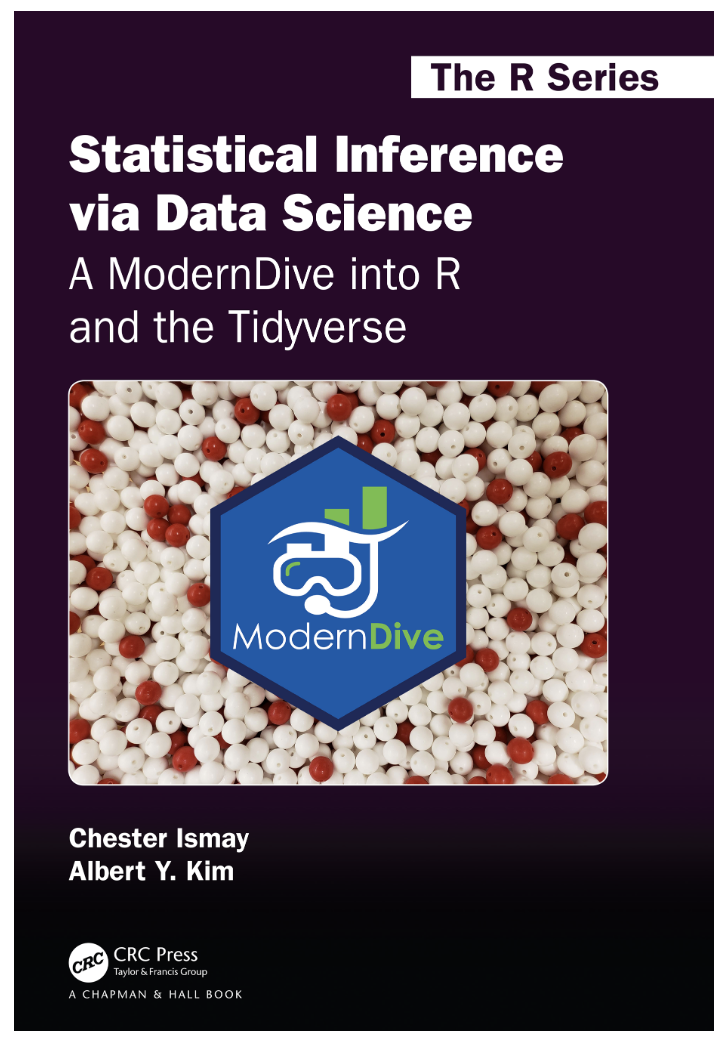 The R Series
Statistical Inference
via Data Science
A ModernDive into R
and the Tidyverse
ModernDive
Chester Ismay
Albert Y. Kim
CRC
CRC Press
Taylor & Francis Group
A CHAPMAN & HALL BOOK